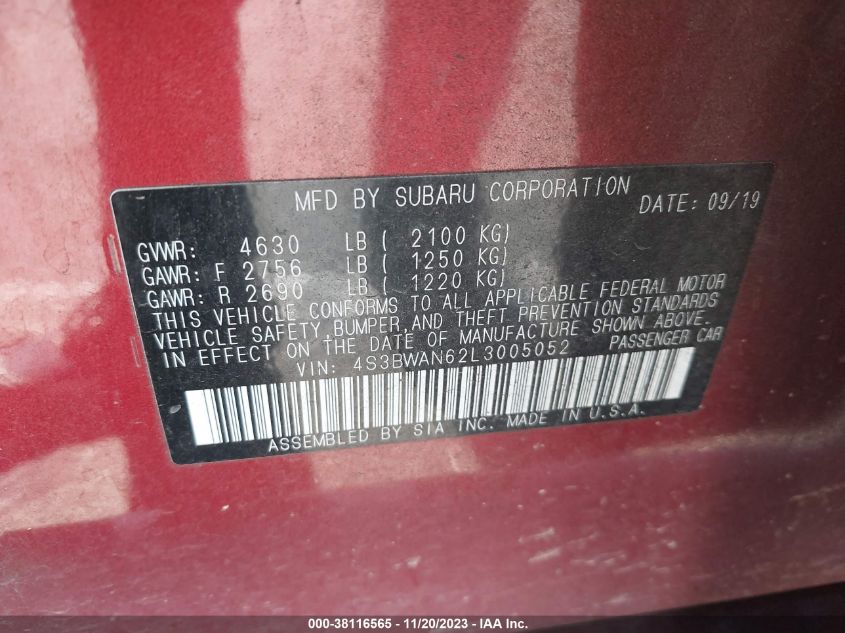 MFD BY SUBARU CORPORATION DATE: 09/19
GVWR: 4630 LB ( 2100 KG)
GAWR: F 2756 LB ( 1250 KG)
GAWR: R 2690 LB ( 1220 KG)
THIS VEHICLE CONFORMS TO ALL APPLICABLE FEDERAL MOTOR
VEHICLE SAFETY, BUMPER, AND THEFT PREVENTION STANDARDS
IN EFFECT ON THE DATE OF MANUFACTURE SHOWN ABOVE.
VIN: 4S3BWAN62L3005052 PASSENGER CAR
ASSEMBLED BY SIA INC. MADE IN U.S.A.
000-38116565 - 11/20/2023 - IAA Inc.